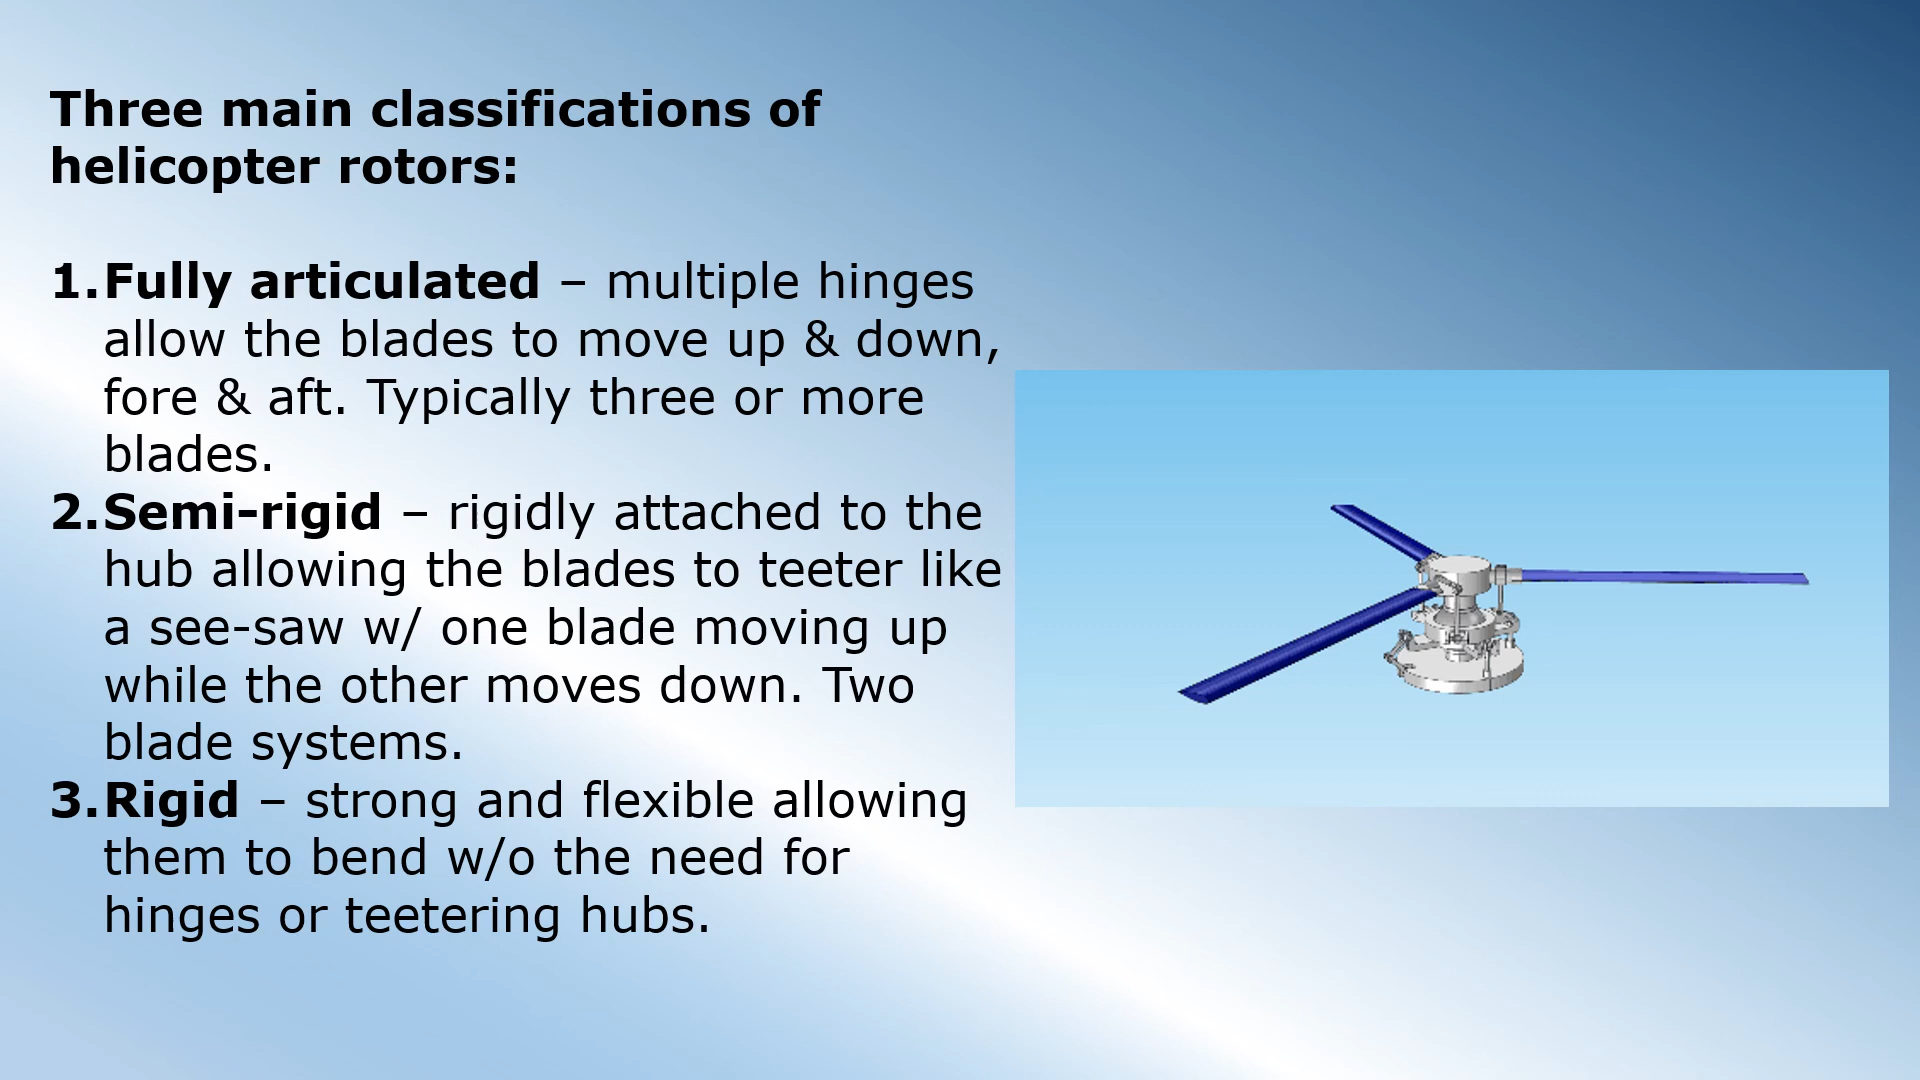 Three main classifications of
helicopter rotors:
1.Fully articulated – multiple hinges
allow the blades to move up & down,
fore & aft. Typically three or more
blades.
2.Semi-rigid – rigidly attached to the
hub allowing the blades to teeter like
a see-saw w/ one blade moving up
while the other moves down. Two
blade systems.
3.Rigid – strong and flexible allowing
them to bend w/o the need for
hinges or teetering hubs.